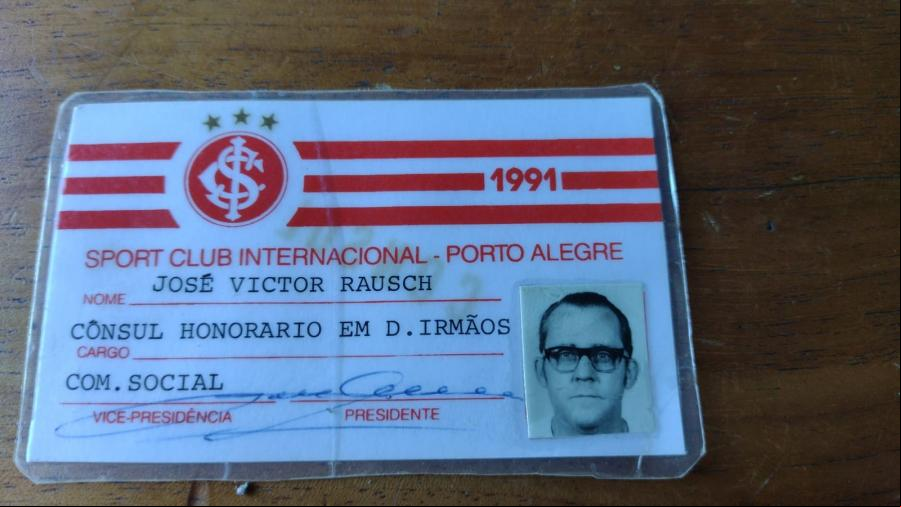 1991
SPORT CLUB INTERNACIONAL - PORTO ALEGRE
JOSÉ VICTOR RAUSCH
NOME
CÔNSUL HONORARIO EM D.IRMÃOS
CARGO
COM.SOCIAL
VICE-PRESIDÊNCIA PRESIDENTE